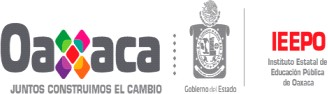 Oaxaca
JUNTOS CONSTRUIMOS EL CAMBIO
Gobierno del Estado
IEEPO
Instituto Estatal de
Educación Pública
de Oaxaca